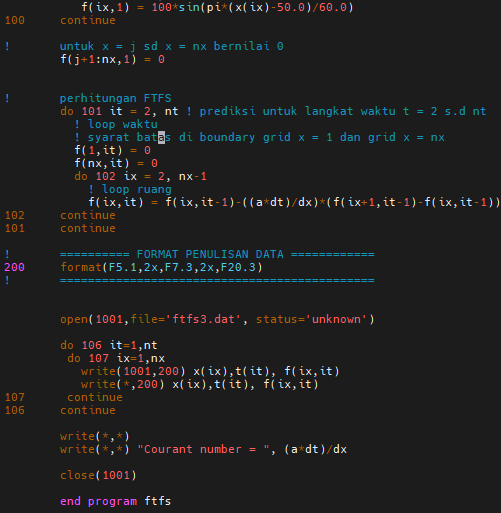 f(ix,1) = 100*sin(pi*(x(ix)-50.0)/60.0)
100 continue
! untuk x = j sd x = nx bernilai 0
f(j+1:nx,1) = 0
! perhitungan FTFS
do 101 it = 2, nt ! prediksi untuk langkat waktu t = 2 s.d nt
! loop waktu
! syarat batas di boundary grid x = 1 dan grid x = nx
f(1,it) = 0
f(nx,it) = 0
do 102 ix = 2, nx-1
! loop ruang
f(ix,it) = f(ix,it-1)-((a*dt)/dx)*(f(ix+1,it-1)-f(ix,it-1))
102 continue
101 continue
! ========== FORMAT PENULISAN DATA ============
200 format(F5.1,2x,F7.3,2x,F20.3)
! =============================================
open(1001,file='ftfs3.dat', status='unknown')
do 106 it=1,nt
do 107 ix=1,nx
write(1001,200) x(ix),t(it), f(ix,it)
write(*,200) x(ix),t(it), f(ix,it)
107 continue
106 continue
write(*,*)
write(*,*) "Courant number = ", (a*dt)/dx
close(1001)
end program ftfs